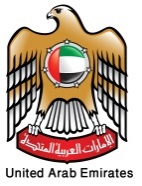 الإمارات العربية المتحدة
United Arab Emirates